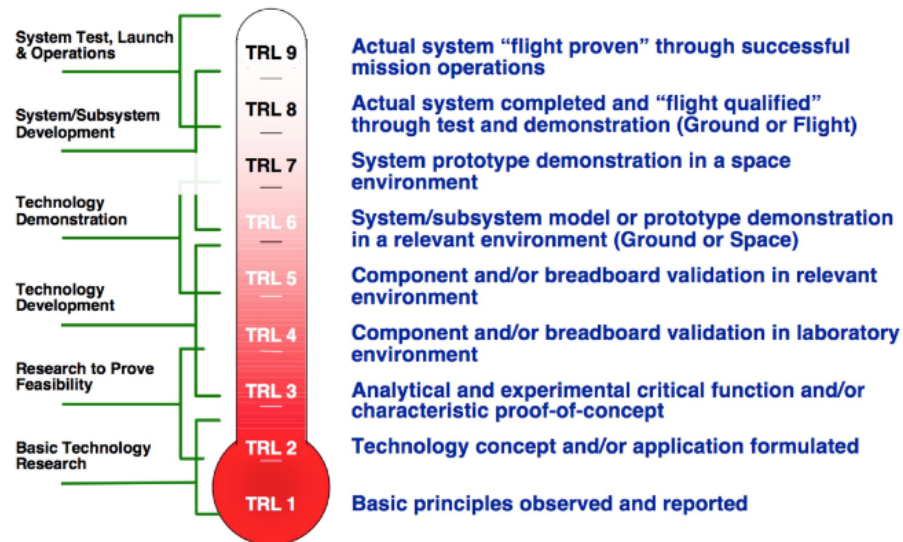 System Test, Launch
& Operations
System/Subsystem
Development
Technology
Demonstration
Technology
Development
Research to Prove
Feasibility
Basic Technology
Research
TRL 9
TRL 8
TRL 7
TRL 6
TRL 5
TRL 4
TRL 3
TRL 2
TRL 1
Actual system “flight proven” through successful
mission operations
Actual system completed and “flight qualified”
through test and demonstration (Ground or Flight)
System prototype demonstration in a space
environment
System/subsystem model or prototype demonstration
in a relevant environment (Ground or Space)
Component and/or breadboard validation in relevant
environment
Component and/or breadboard validation in laboratory
environment
Analytical and experimental critical function and/or
characteristic proof-of-concept
Technology concept and/or application formulated
Basic principles observed and reported